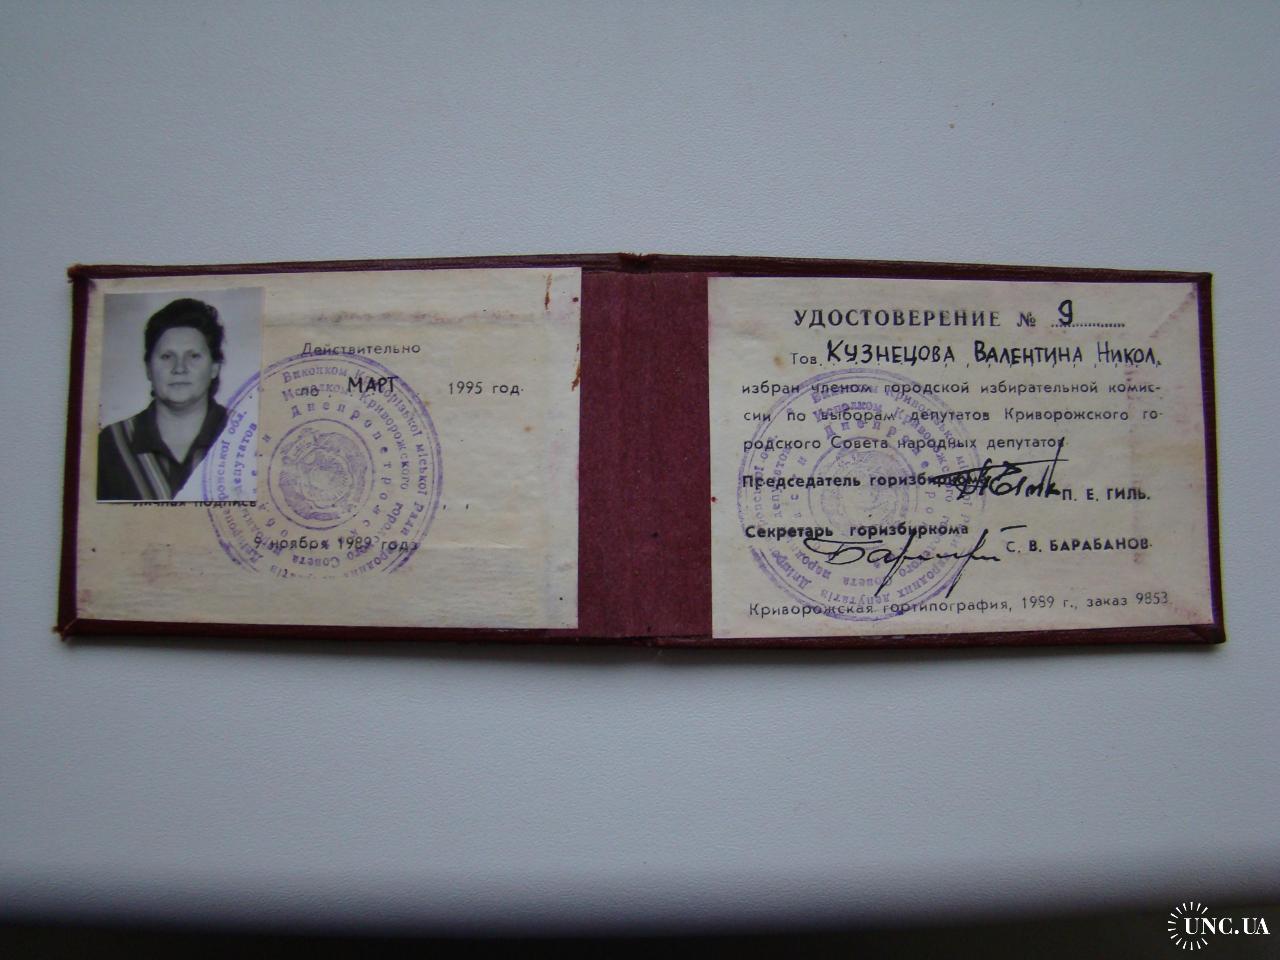 Действительно
по МАРТ 1995 год.
Личная подпись
9 ноября 1989 года
УДОСТОВЕРЕНИЕ № 9
Тов. КУЗНЕЦОВА ВАЛЕНТИНА НИКОЛ.
избран членом городской избирательной комис-
сии по выборам депутатов Криворожского го-
родского Совета народных депутатов
Председатель горизбиркома П. Е. ГИЛЬ.
Секретарь горизбиркома С. В. БАРАБАНОВ.
Криворожская гортипография, 1989 г., заказ 9853
UNC.UA